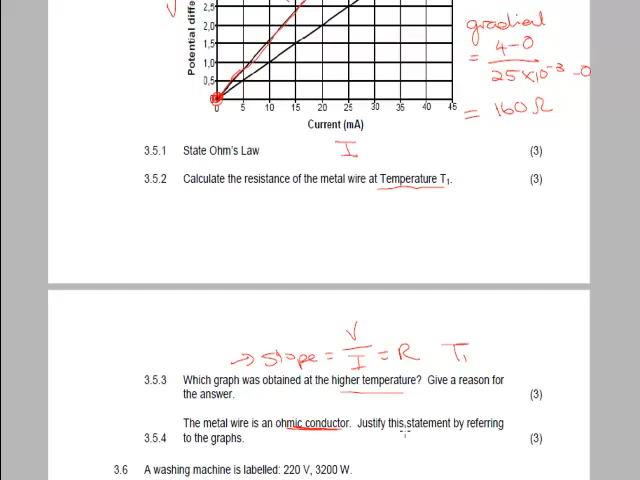 V
Potential diffe
2,5
2,0
1,5
1,0
0,5
0
0 5 10 15 20 25 30 35 40 45
Current (mA)
I
gradial
= 4-0
25×10⁻³ -0
= 160Ω
3.5.1 State Ohm's Law (3)
3.5.2 Calculate the resistance of the metal wire at Temperature T₁. (3)
→ slope = V/I = R T₁
3.5.3 Which graph was obtained at the higher temperature? Give a reason for
the answer. (3)
The metal wire is an ohmic conductor. Justify this statement by referring
3.5.4 to the graphs. (3)
3.6 A washing machine is labelled: 220 V, 3200 W.